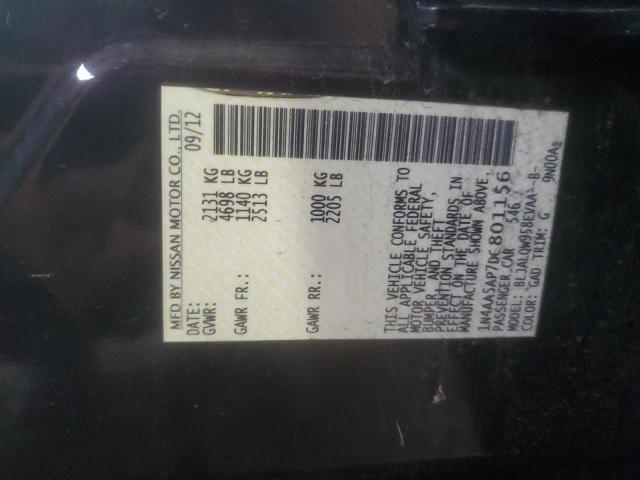 MFD BY NISSAN MOTOR CO., LTD.
DATE: 09/12
GVWR: 2131 KG
4698 LB
GAWR FR.: 1140 KG
2513 LB
GAWR RR.: 1000 KG
2205 LB
THIS VEHICLE CONFORMS TO
ALL APPLICABLE FEDERAL
MOTOR VEHICLE SAFETY,
BUMPER, AND THEFT
PREVENTION STANDARDS IN
EFFECT ON THE DATE OF
MANUFACTURE SHOWN ABOVE.
1N4AA5AP7DC801156
PASSENGER CAR 546
MODEL: BLJALQW958EVAA--B-
COLOR: GAD TRIM: G 9N00A